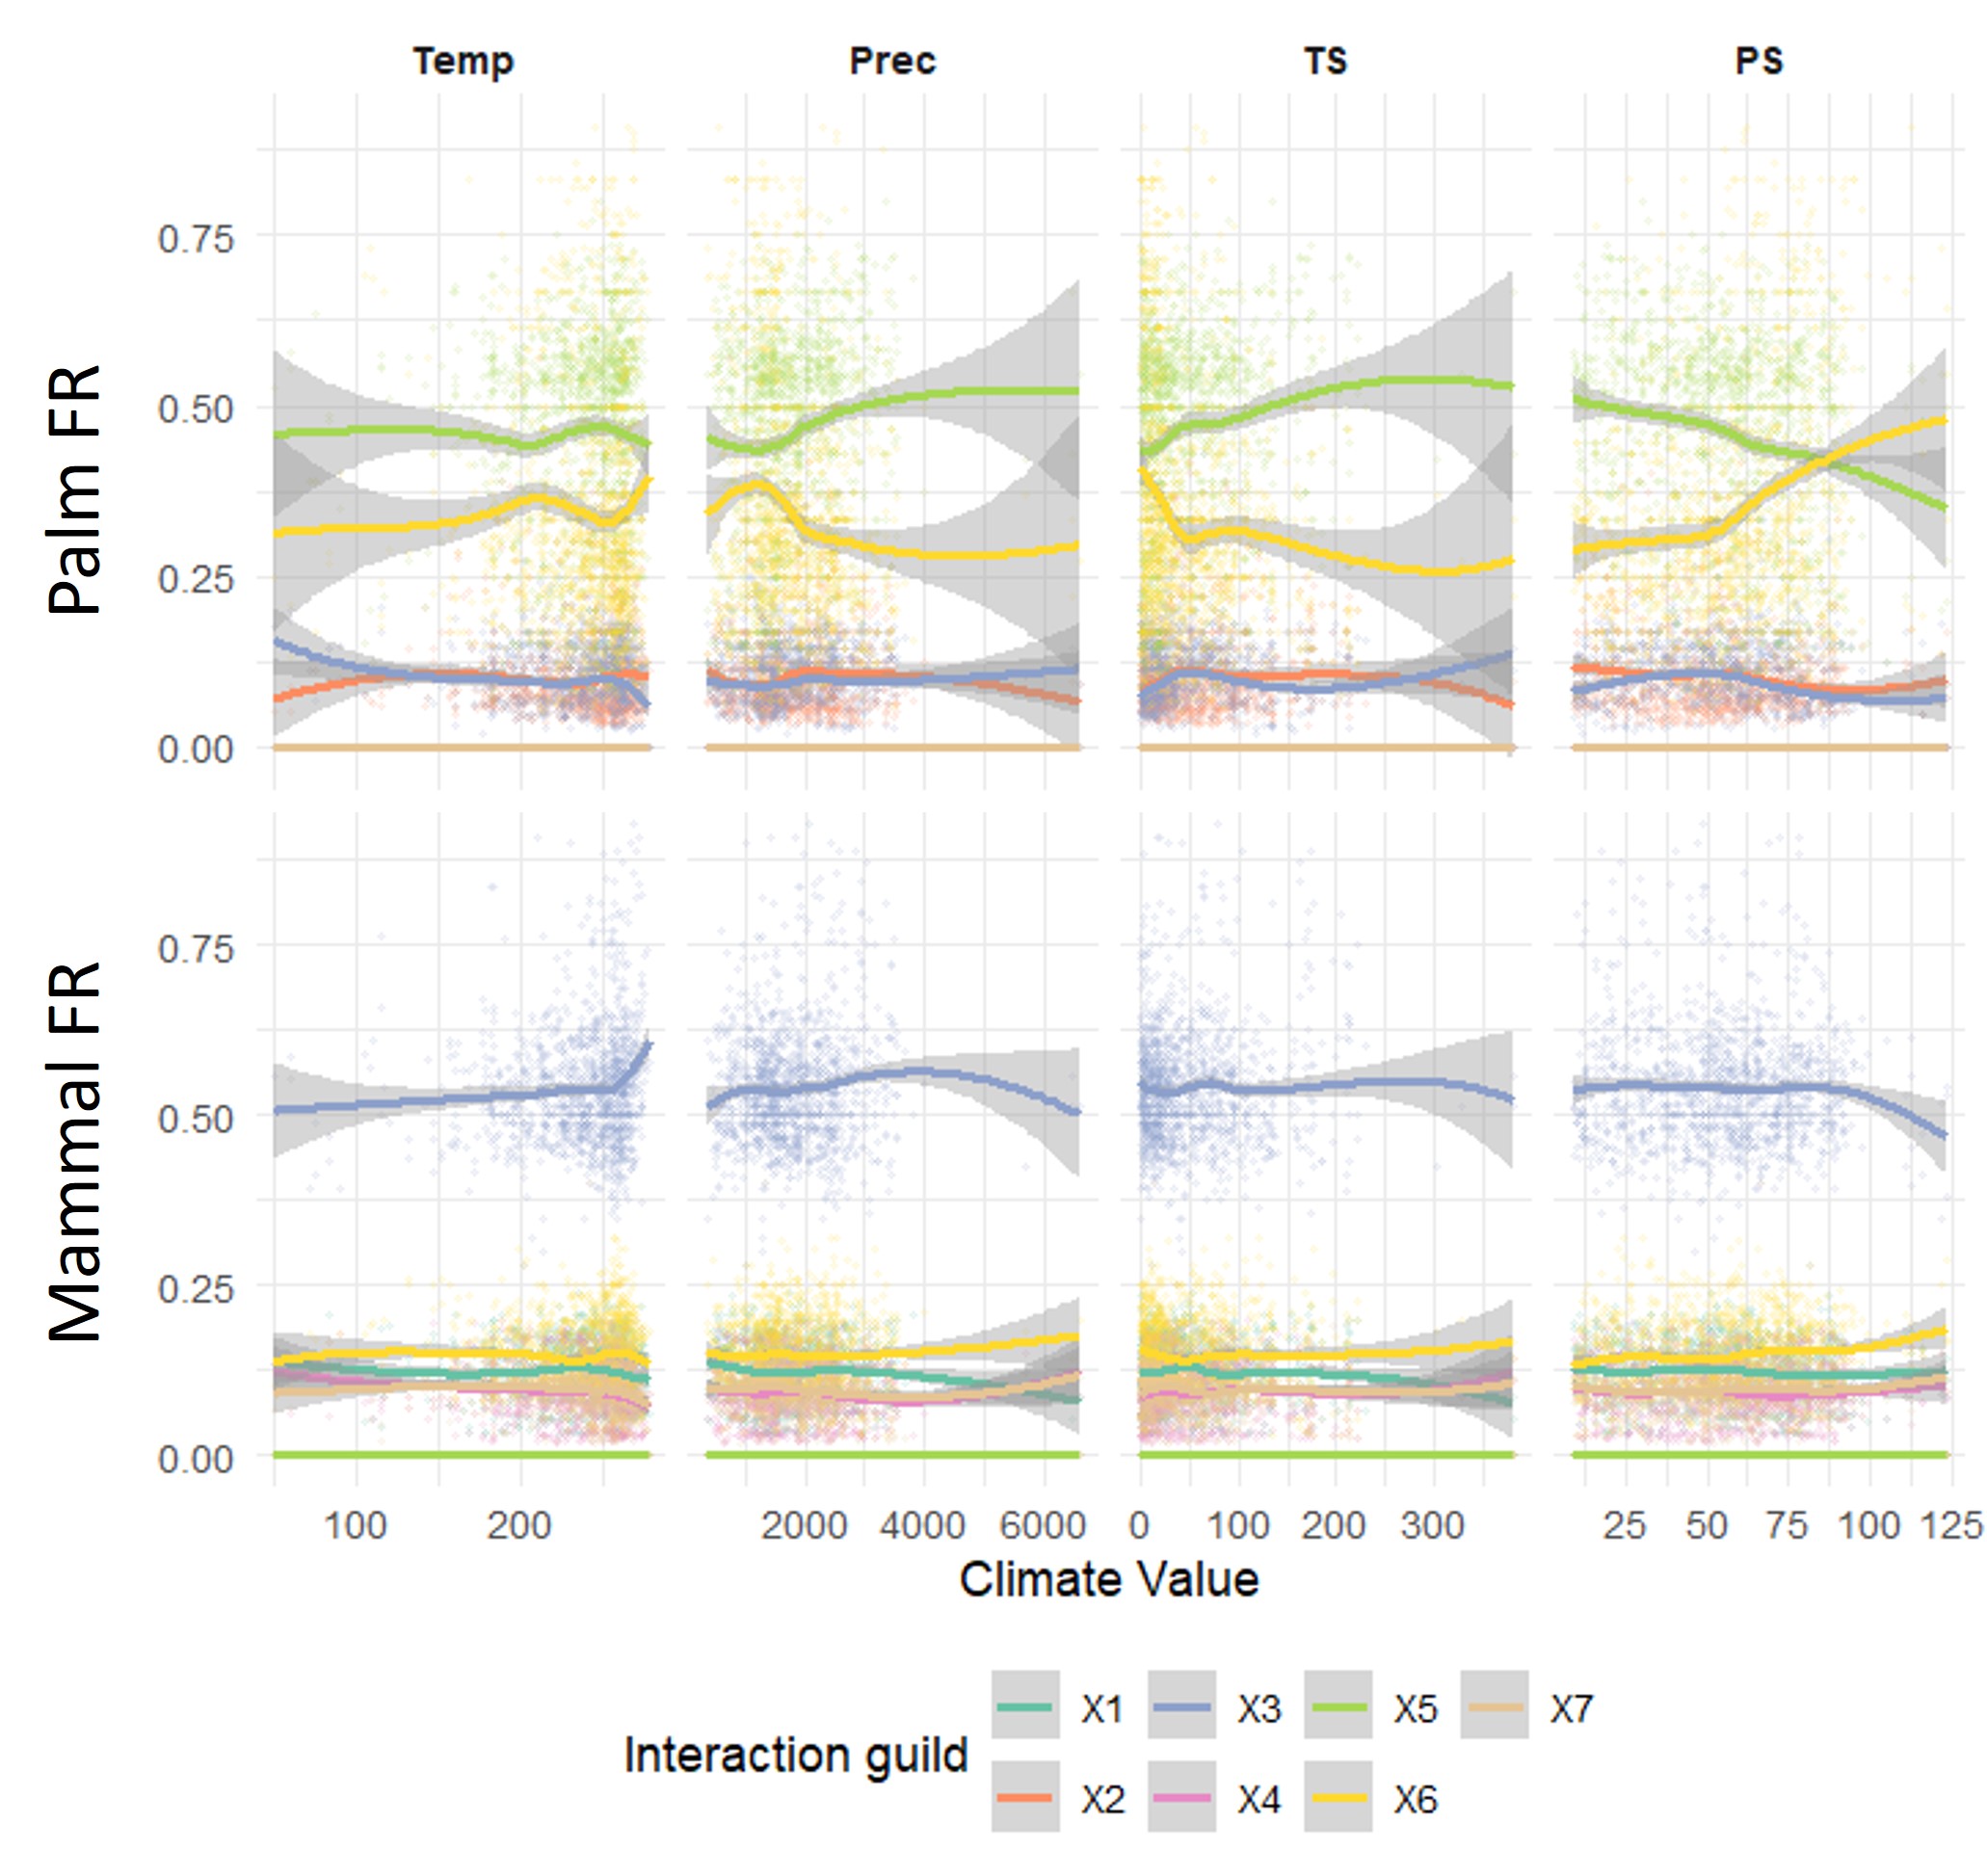 Temp Prec TS PS
Palm FR
0.75
0.50
0.25
0.00
Mammal FR
0.75
0.50
0.25
0.00
100 200 2000 4000 6000 0 100 200 300 25 50 75 100 125
Climate Value
Interaction guild
X1 X3 X5 X7
X2 X4 X6